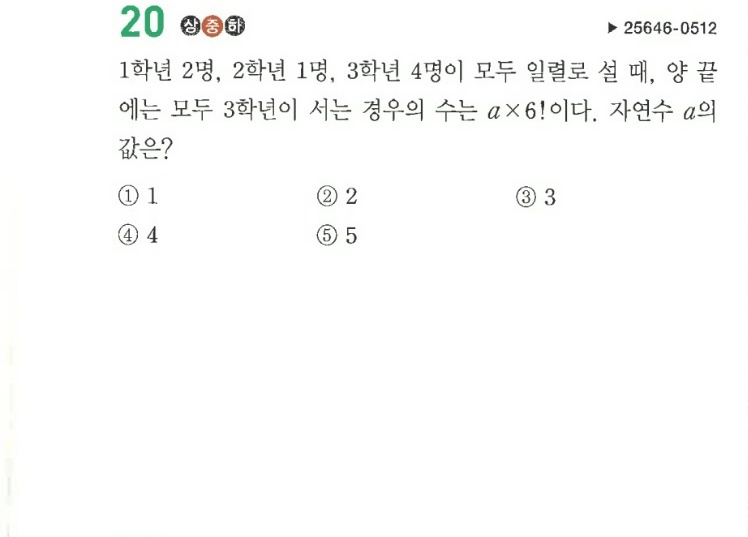 20 상중하 ▶ 25646-0512
1학년 2명, 2학년 1명, 3학년 4명이 모두 일렬로 설 때, 양 끝
에는 모두 3학년이 서는 경우의 수는 a×6!이다. 자연수 a의
값은?
① 1 ② 2 ③ 3
④ 4 ⑤ 5